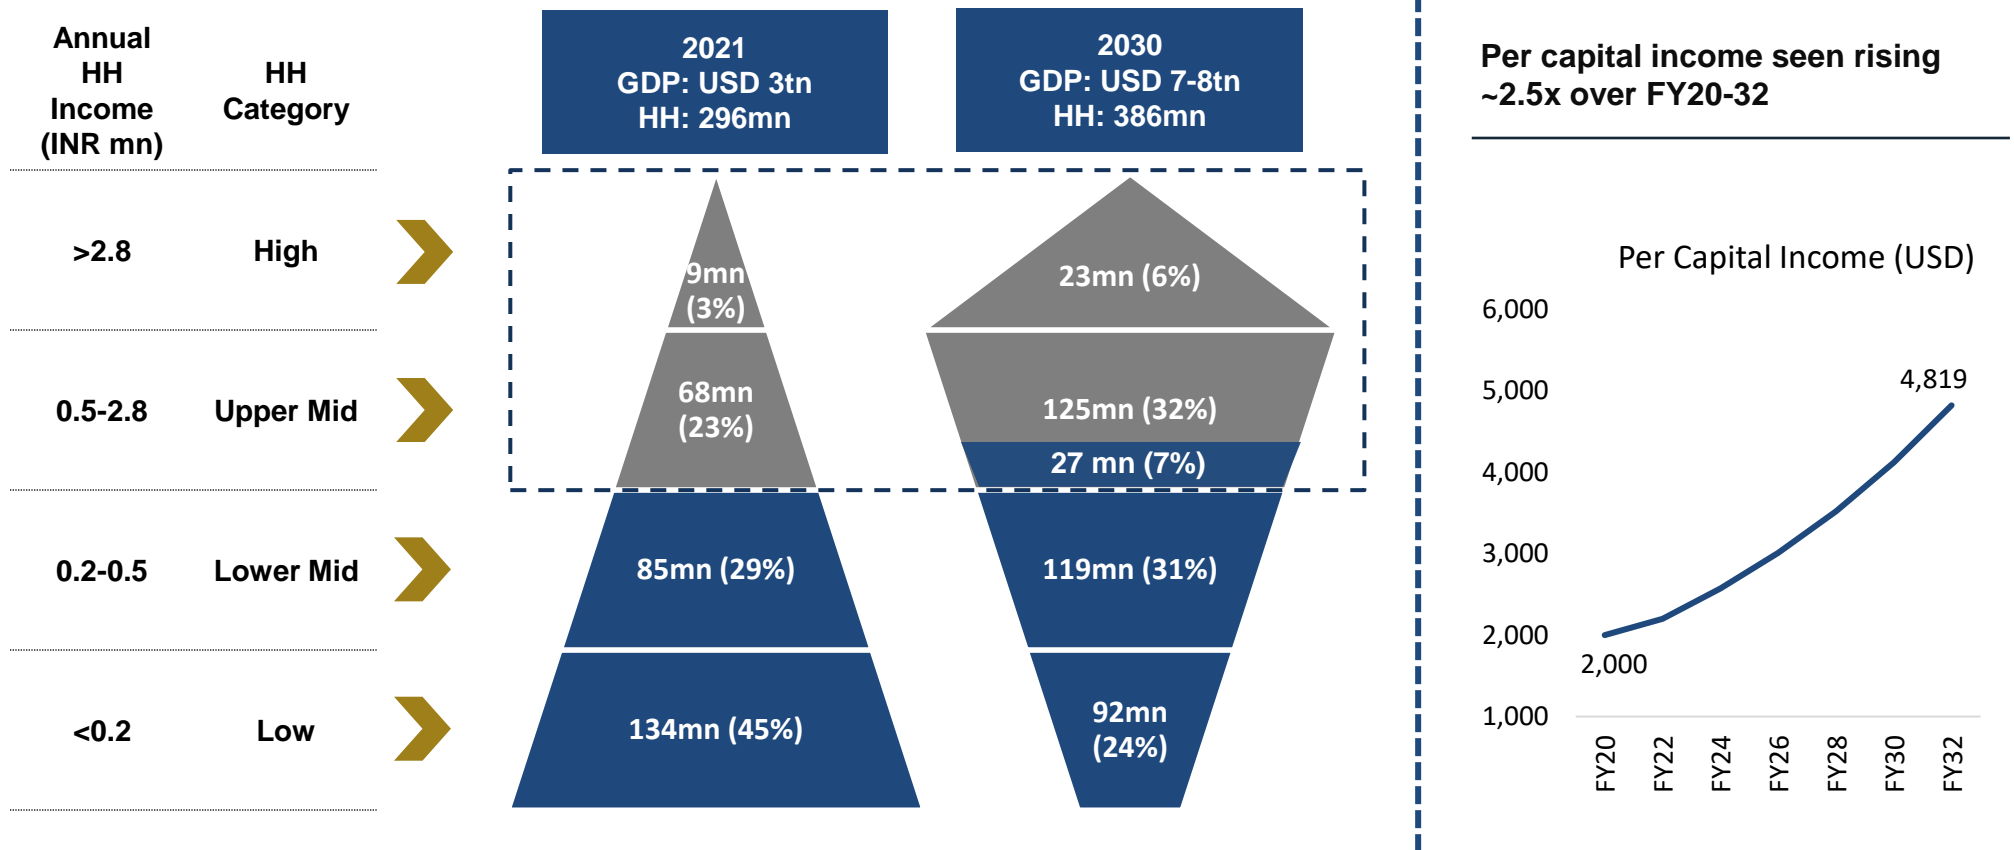 Annual
HH
Income
(INR mn)
HH
Category
2021
GDP: USD 3tn
HH: 296mn
2030
GDP: USD 7-8tn
HH: 386mn
>2.8
High
9mn
(3%)
23mn (6%)
0.5-2.8
Upper Mid
68mn
(23%)
125mn (32%)
27 mn (7%)
0.2-0.5
Lower Mid
85mn (29%)
119mn (31%)
<0.2
Low
134mn (45%)
92mn
(24%)
Per capital income seen rising
~2.5x over FY20-32
Per Capital Income (USD)
6,000
5,000
4,000
3,000
2,000
1,000
4,819
2,000
FY20
FY22
FY24
FY26
FY28
FY30
FY32